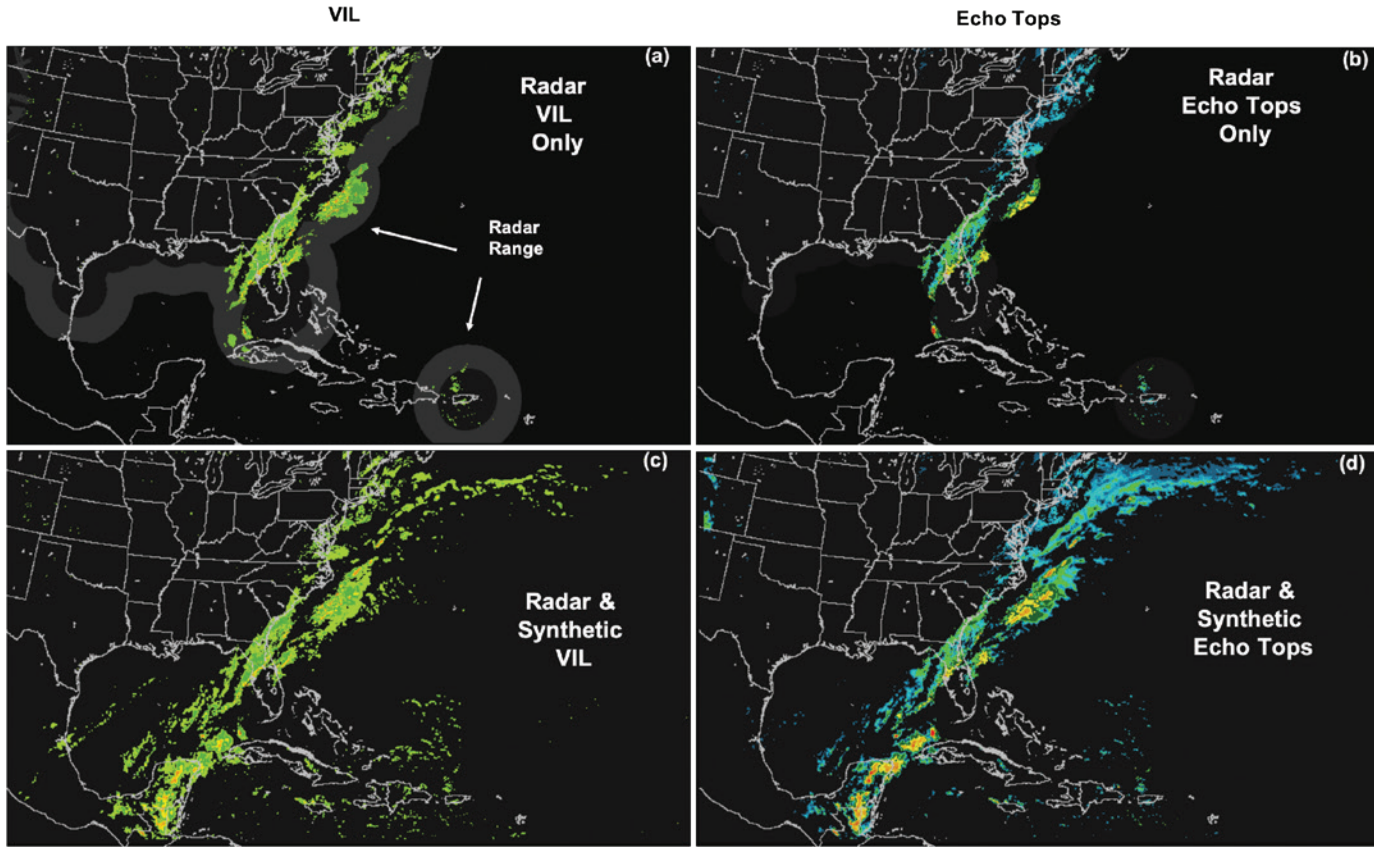 VIL
Echo Tops
(a)
Radar
VIL
Only
Radar
Range
(b)
Radar
Echo Tops
Only
(c)
Radar &
Synthetic
VIL
(d)
Radar &
Synthetic
Echo Tops